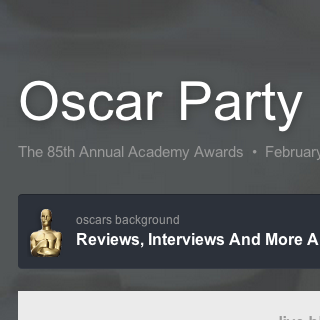 Oscar Party
The 85th Annual Academy Awards • February
oscars background
Reviews, Interviews And More A